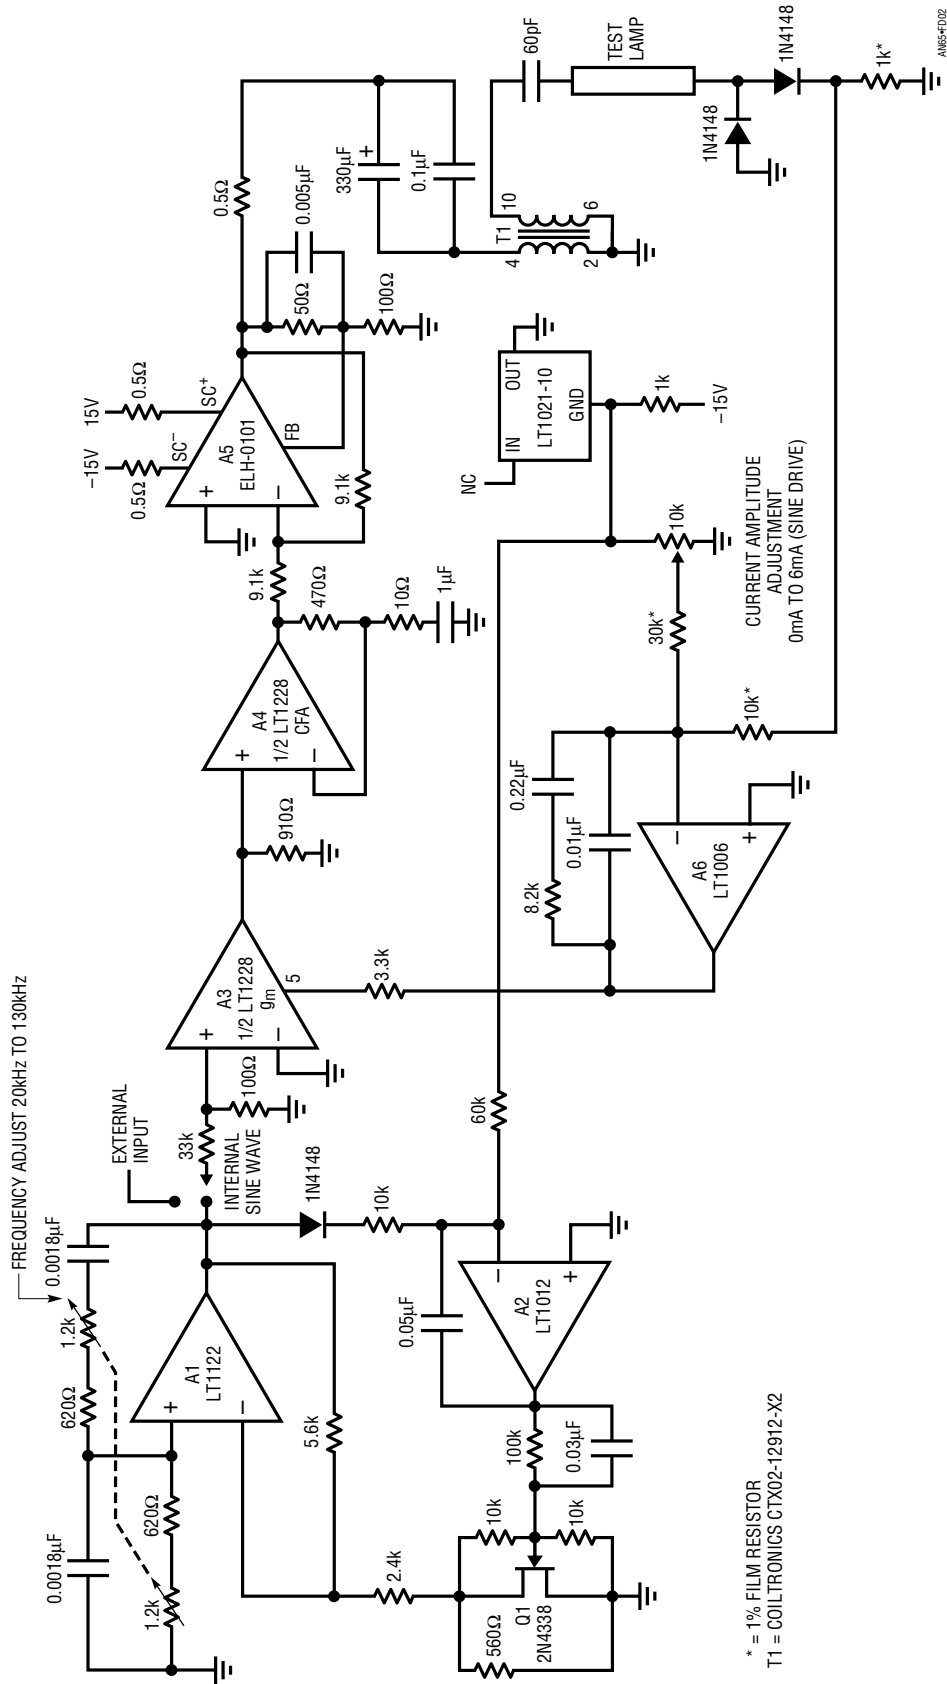 FREQUENCY ADJUST 20kHz TO 130kHz
0.0018µF
1.2k
620Ω
0.0018µF
620Ω
1.2k
+
–
A1
LT1122
5.6k
2.4k
560Ω
Q1
2N4338
10k
10k
100k
0.03µF
A2
LT1012
–
+
0.05µF
10k
1N4148
60k
EXTERNAL
INPUT
INTERNAL
SINE WAVE
33k
100Ω
+
–
A3
1/2 LT1228
gm
5
3.3k
910Ω
+
–
A4
1/2 LT1228
CFA
470Ω
10Ω
1µF
9.1k
9.1k
+
–
A5
ELH-0101
SC–
SC+
FB
–15V
15V
0.5Ω
0.5Ω
50Ω
0.005µF
100Ω
0.5Ω
330µF
+
0.1µF
T1
4
2
10
6
60pF
TEST
LAMP
1N4148
1N4148
1k*
NC
IN
OUT
LT1021-10
GND
1k
–15V
10k
30k*
CURRENT AMPLITUDE
ADJUSTMENT
0mA TO 6mA (SINE DRIVE)
10k*
0.22µF
0.01µF
8.2k
A6
LT1006
–
+
* = 1% FILM RESISTOR
T1 = COILTRONICS CTX02-12912-X2
AN65•FD02